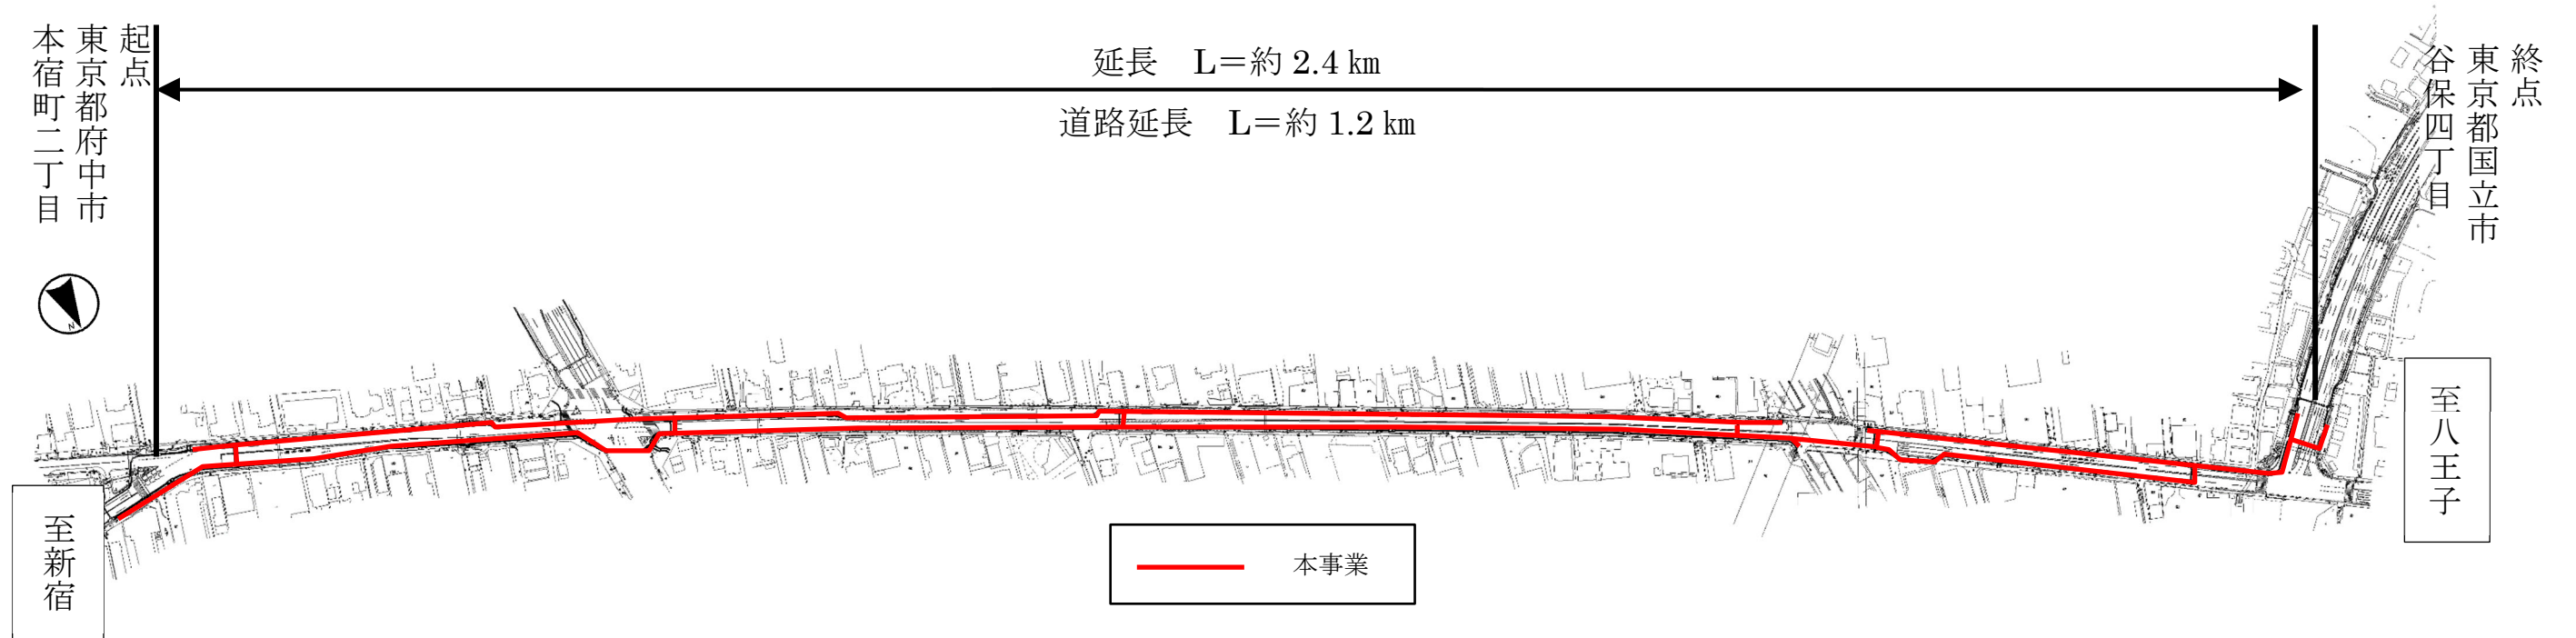 起点
東京都府中市
本宿町二丁目
延長 L=約 2.4 ㎞
道路延長 L=約 1.2 ㎞
終点
東京都国立市
谷保四丁目
N
至八王子
至新宿
本事業